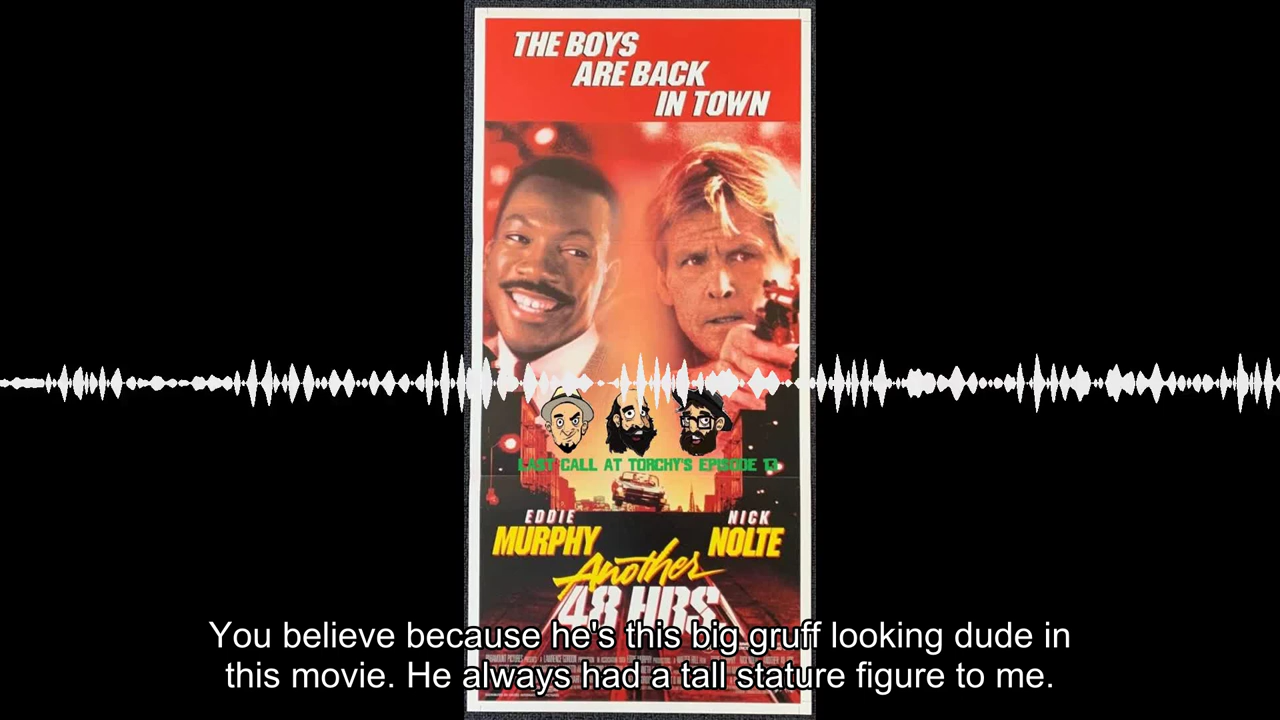 THE BOYS
ARE BACK
IN TOWN
LAST CALL AT TORCHY'S EPISODE 13
EDDIE
MURPHY
NICK
NOLTE
Another
48 HRS
You believe because he's this big gruff looking dude in
this movie. He always had a tall stature figure to me.